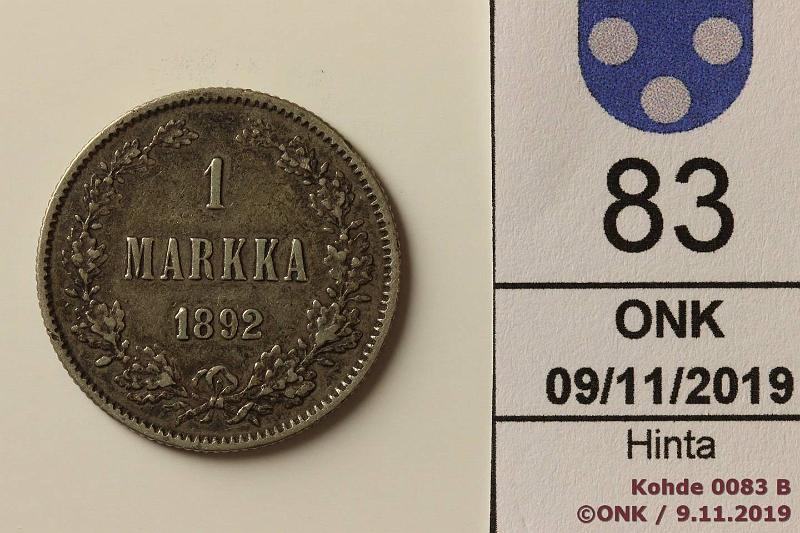 1
MARKKA
1892
83
ONK
09/11/2019
Hinta
Kohde 0083 B
©ONK / 9.11.2019